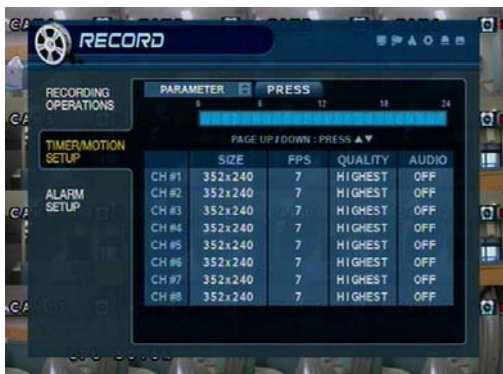 RECORD
RECORDING OPERATIONS
TIMER/MOTION SETUP
ALARM SETUP
PARAMETER PRESS
0 6 12 18 24
PAGE UP / DOWN : PRESS ▲▼
SIZE FPS QUALITY AUDIO
CH #1 352x240 7 HIGHEST OFF
CH #2 352x240 7 HIGHEST OFF
CH #3 352x240 7 HIGHEST OFF
CH #4 352x240 7 HIGHEST OFF
CH #5 352x240 7 HIGHEST OFF
CH #6 352x240 7 HIGHEST OFF
CH #7 352x240 7 HIGHEST OFF
CH #8 352x240 7 HIGHEST OFF